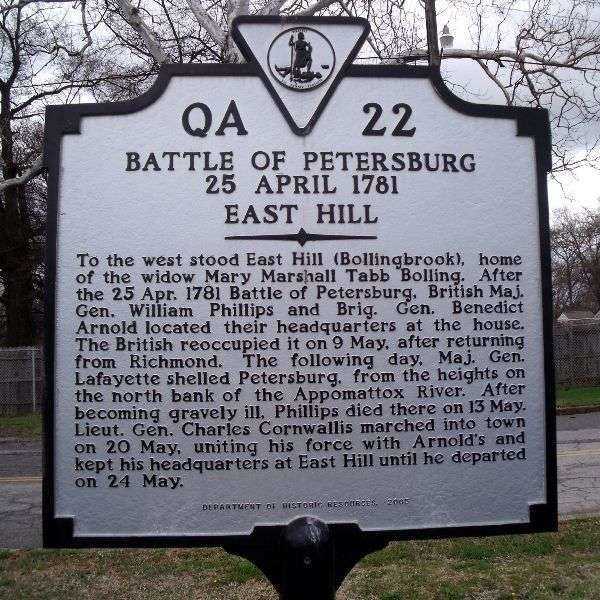 QA 22
BATTLE OF PETERSBURG
25 APRIL 1781
EAST HILL
To the west stood East Hill (Bollingbrook), home
of the widow Mary Marshall Tabb Bolling. After
the 25 Apr. 1781 Battle of Petersburg, British Maj.
Gen. William Phillips and Brig. Gen. Benedict
Arnold located their headquarters at the house.
The British reoccupied it on 9 May, after returning
from Richmond. The following day, Maj. Gen.
Lafayette shelled Petersburg, from the heights on
the north bank of the Appomattox River. After
becoming gravely ill, Phillips died there on 13 May.
Lieut. Gen. Charles Cornwallis marched into town
on 20 May, uniting his force with Arnold's and
kept his headquarters at East Hill until he departed
on 24 May.
DEPARTMENT OF HISTORIC RESOURCES, 2005